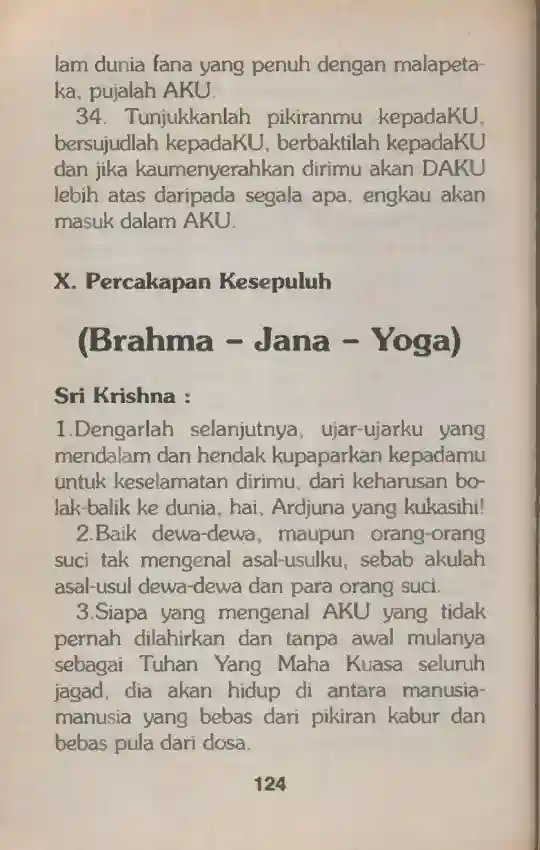 lam dunia fana yang penuh dengan malapeta-
ka, pujalah AKU.
34. Tunjukkanlah pikiranmu kepadaKU,
bersujudlah kepadaKU, berbaktilah kepadaKU
dan jika kaumenyerahkan dirimu akan DAKU
lebih atas daripada segala apa, engkau akan
masuk dalam AKU.
X. Percakapan Kesepuluh
(Brahma – Jana – Yoga)
Sri Krishna :
1.Dengarlah selanjutnya, ujar-ujarku yang
mendalam dan hendak kupaparkan kepadamu
untuk keselamatan dirimu, dari keharusan bo-
lak-balik ke dunia, hai, Ardjuna yang kukasihi!
2.Baik dewa-dewa, maupun orang-orang
suci tak mengenal asal-usulku, sebab akulah
asal-usul dewa-dewa dan para orang suci.
3.Siapa yang mengenal AKU yang tidak
pernah dilahirkan dan tanpa awal mulanya
sebagai Tuhan Yang Maha Kuasa seluruh
jagad, dia akan hidup di antara manusia-
manusia yang bebas dari pikiran kabur dan
bebas pula dari dosa.
124